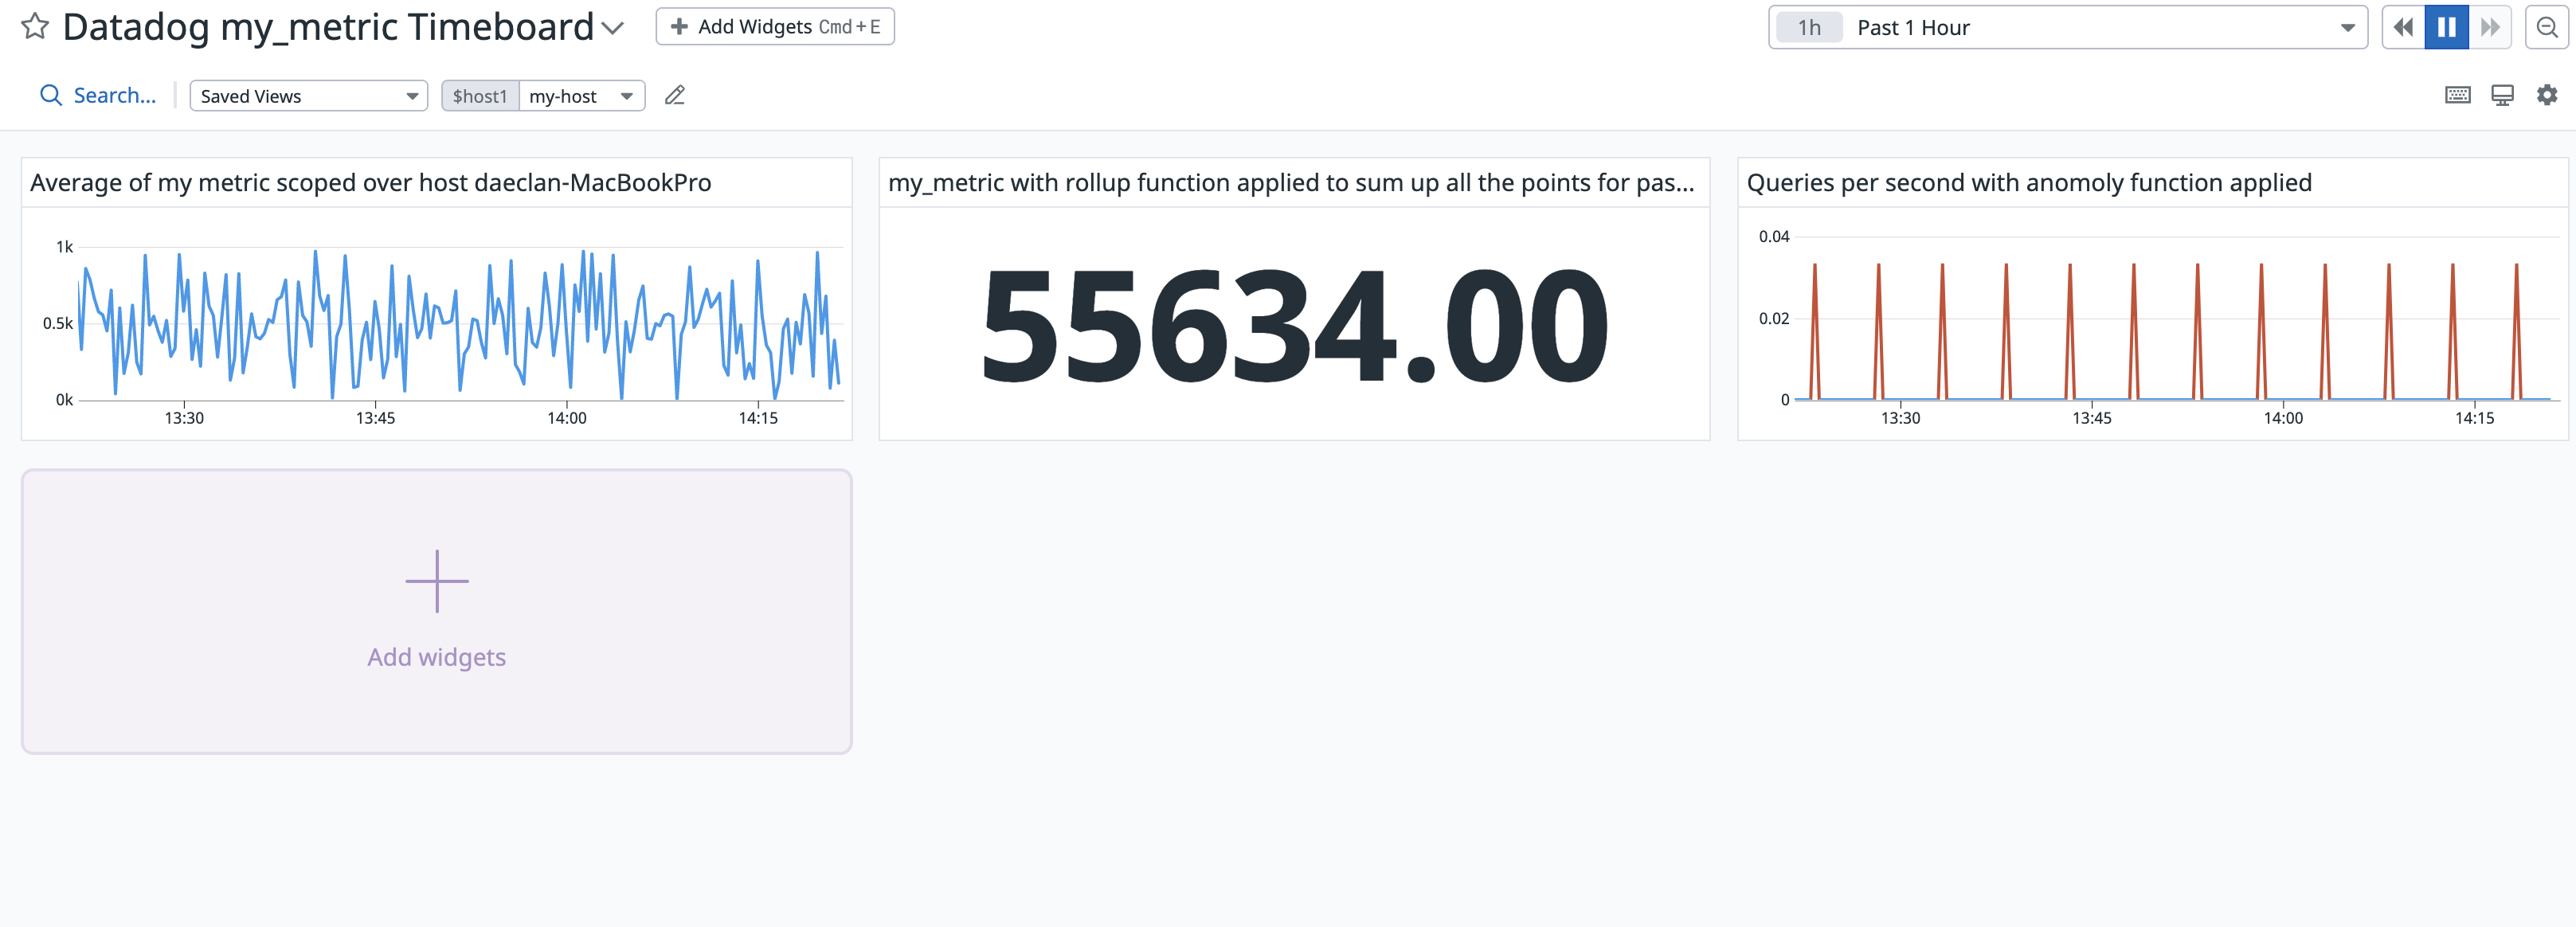 Datadog my_metric Timeboard
Add Widgets Cmd + E
1h Past 1 Hour
Search...
Saved Views
$host1 my-host
Average of my metric scoped over host daeclan-MacBookPro
1k
0.5k
0k
13:30 13:45 14:00 14:15
my_metric with rollup function applied to sum up all the points for pas...
55634.00
Queries per second with anomoly function applied
0.04
0.02
0
13:30 13:45 14:00 14:15
Add widgets